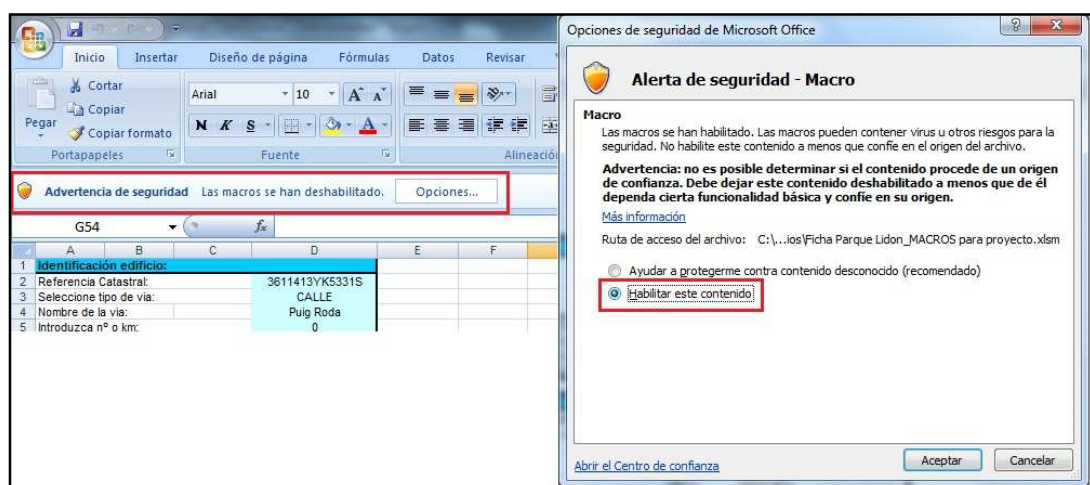 Inicio Insertar Diseño de página Fórmulas Datos Revisar
Cortar
Copiar
Copiar formato
Pegar
Portapapeles
Arial 10
N K S
Fuente
Alineación
Advertencia de seguridad Las macros se han deshabilitado. Opciones...
G54 fx
A B C D E F
1 Identificación edificio:
2 Referencia Catastral: 3611413YK5331S
3 Seleccione tipo de via: CALLE
4 Nombre de la via: Puig Roda
5 Introduzca nº o km: 0
Opciones de seguridad de Microsoft Office
Alerta de seguridad - Macro
Macro
Las macros se han habilitado. Las macros pueden contener virus u otros riesgos para la
seguridad. No habilite este contenido a menos que confíe en el origen del archivo.
Advertencia: no es posible determinar si el contenido procede de un origen
de confianza. Debe dejar este contenido deshabilitado a menos que de él
dependa cierta funcionalidad básica y confíe en su origen.
Más información
Ruta de acceso del archivo: C:\...ios\Ficha Parque Lidon_MACROS para proyecto.xlsm
Ayudar a protegerme contra contenido desconocido (recomendado)
Habilitar este contenido
Abrir el Centro de confianza
Aceptar Cancelar